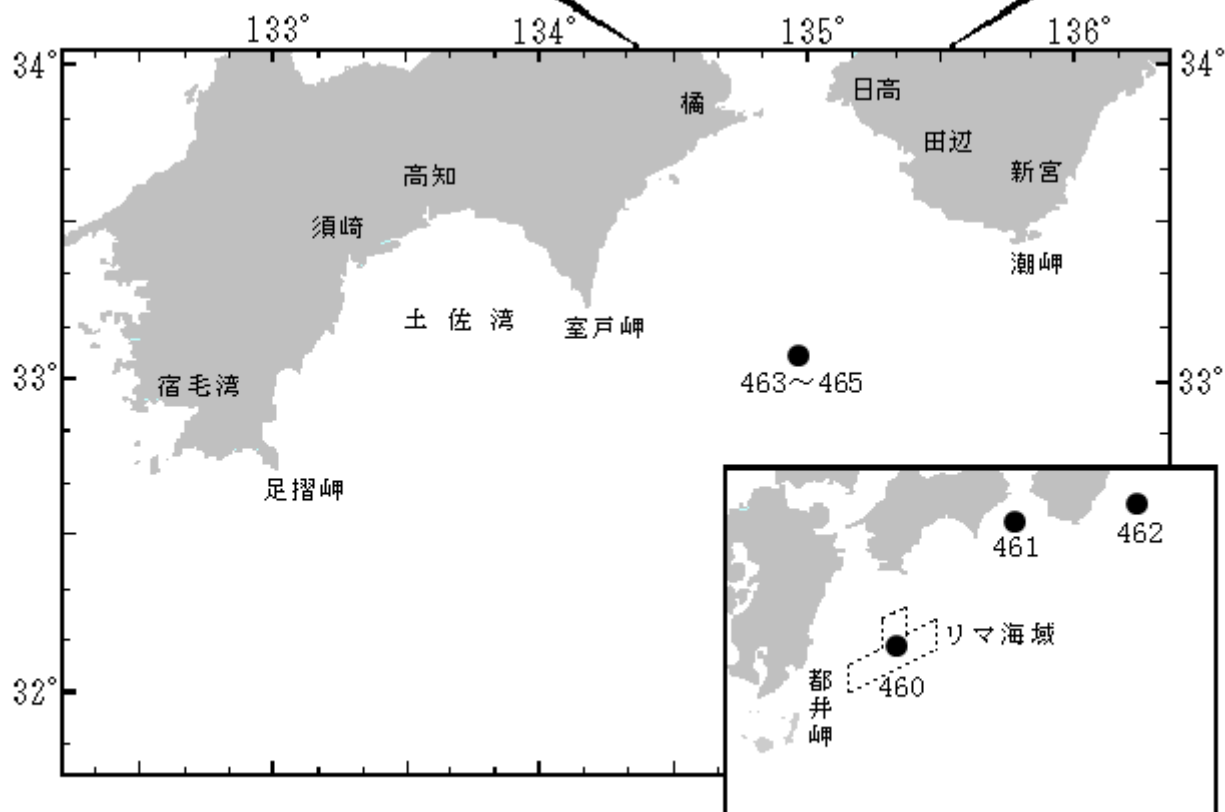 133° 134° 135° 136°
34° 34°
橘 日高
田辺
高知 新宮
須崎
潮岬
土佐湾 室戸岬
33° 33°
463～465
宿毛湾
足摺岬
461 462
リマ海域
460
都井岬
32°